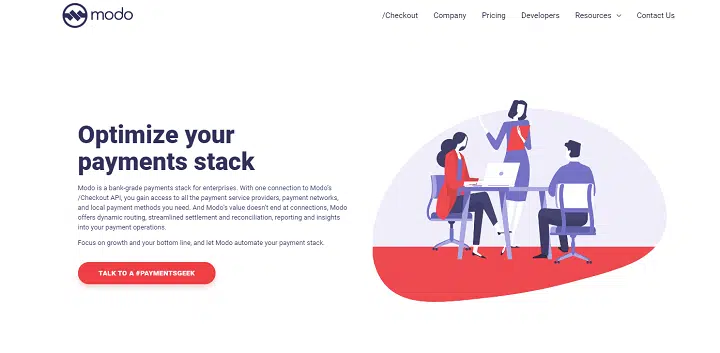 modo
/Checkout Company Pricing Developers Resources Contact Us
Optimize your
payments stack
Modo is a bank-grade payments stack for enterprises. With one connection to Modo's
/Checkout API, you gain access to all the payment service providers, payment networks,
and local payment methods you need. And Modo's value doesn't end at connections, Modo
offers dynamic routing, streamlined settlement and reconciliation, reporting and insights
into your payment operations.
Focus on growth and your bottom line, and let Modo automate your payment stack.
TALK TO A #PAYMENTSGEEK